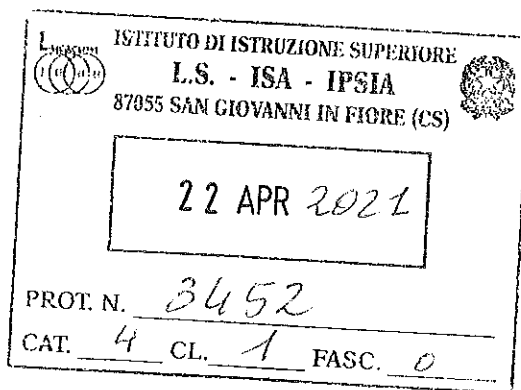 ISTITUTO DI ISTRUZIONE SUPERIORE
L.S. - ISA - IPSIA
87055 SAN GIOVANNI IN FIORE (CS)
22 APR 2021
PROT. N. 3452
CAT. 4 CL. 1 FASC. 0